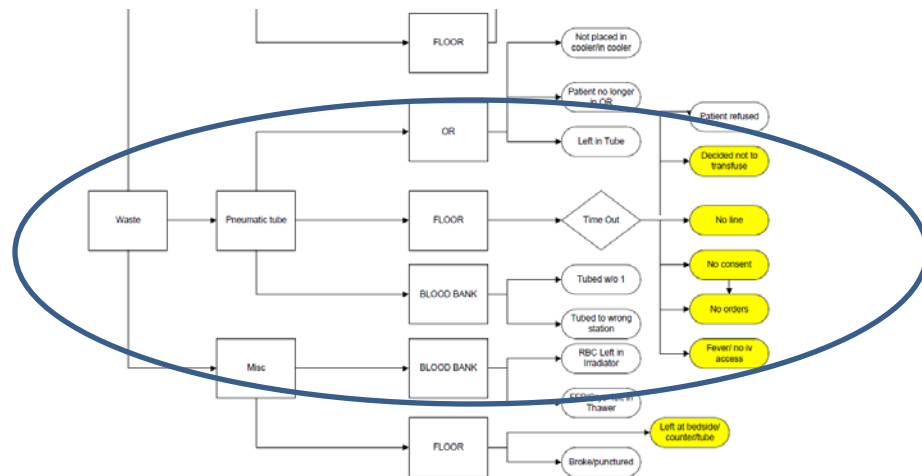 FLOOR
Not placed in
cooler/in cooler
Patient no longer
in OR
Patient refused
OR
Left in Tube
Decided not to
transfuse
Waste
Pneumatic tube
FLOOR
Time Out
No line
No consent
BLOOD BANK
Tubed w/o 1
No orders
Tubed to wrong
station
Misc
BLOOD BANK
RBC Left in
Irradiator
Fever/ no iv
access
in
Thawer
FLOOR
Left at bedside/
counter/tube
Broke/punctured